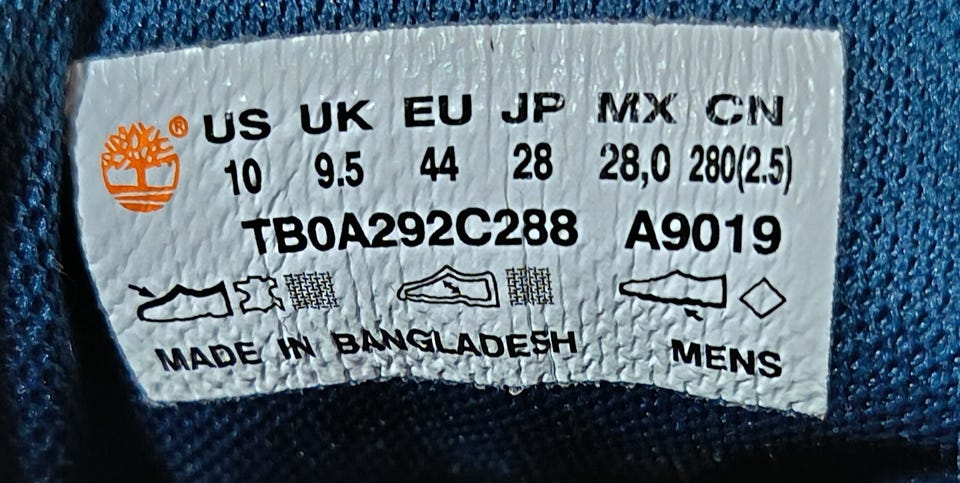 ® US UK EU JP MX CN
10 9.5 44 28 28,0 280(2.5)
TB0A292C288 A9019
MADE IN BANGLADESH MENS